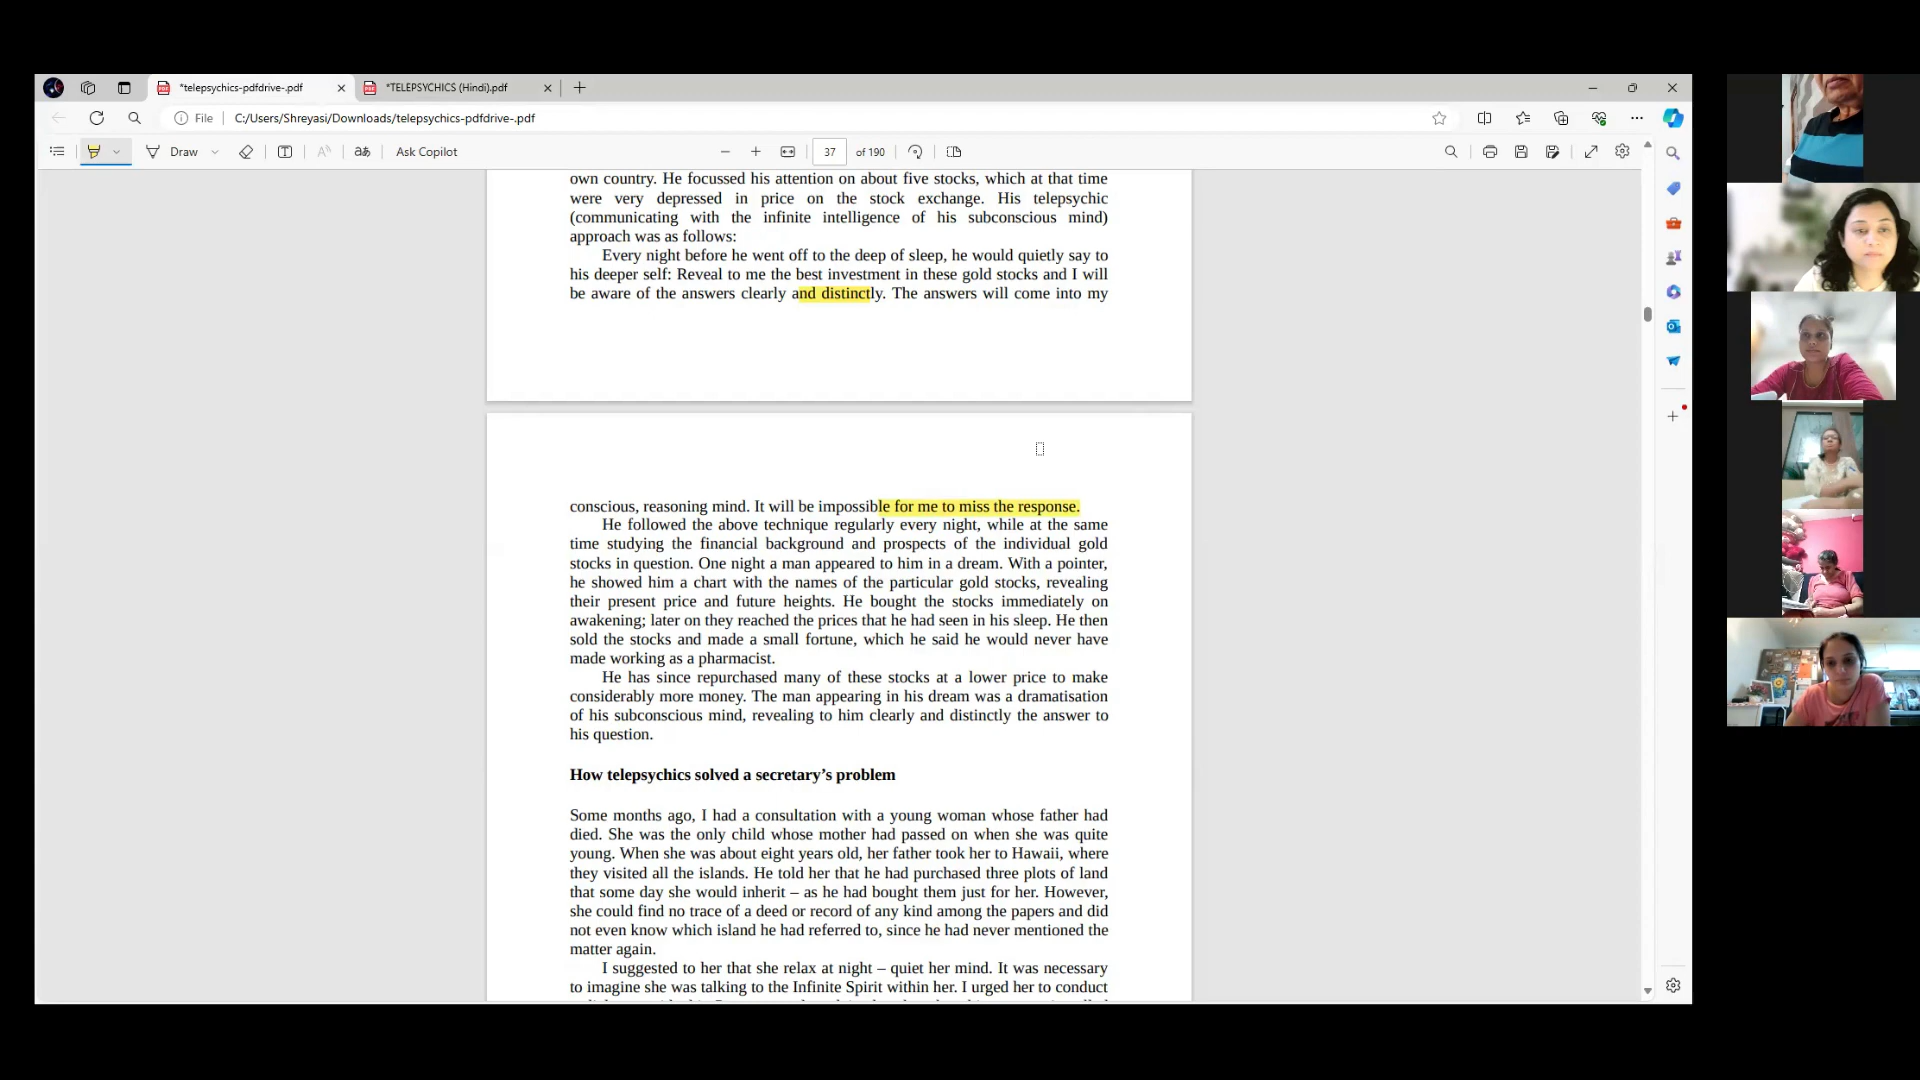 *telepsychics-pdfdrive-.pdf
*TELEPSYCHICS (Hindi).pdf
File
C:/Users/Shreyasi/Downloads/telepsychics-pdfdrive-.pdf
Draw
aあ
Ask Copilot
37
of 190
own country. He focussed his attention on about five stocks, which at that time
were very depressed in price on the stock exchange. His telepsychic
(communicating with the infinite intelligence of his subconscious mind)
approach was as follows:
Every night before he went off to the deep of sleep, he would quietly say to
his deeper self: Reveal to me the best investment in these gold stocks and I will
be aware of the answers clearly and distinctly. The answers will come into my
conscious, reasoning mind. It will be impossible for me to miss the response.
He followed the above technique regularly every night, while at the same
time studying the financial background and prospects of the individual gold
stocks in question. One night a man appeared to him in a dream. With a pointer,
he showed him a chart with the names of the particular gold stocks, revealing
their present price and future heights. He bought the stocks immediately on
awakening; later on they reached the prices that he had seen in his sleep. He then
sold the stocks and made a small fortune, which he said he would never have
made working as a pharmacist.
He has since repurchased many of these stocks at a lower price to make
considerably more money. The man appearing in his dream was a dramatisation
of his subconscious mind, revealing to him clearly and distinctly the answer to
his question.
How telepsychics solved a secretary’s problem
Some months ago, I had a consultation with a young woman whose father had
died. She was the only child whose mother had passed on when she was quite
young. When she was about eight years old, her father took her to Hawaii, where
they visited all the islands. He told her that he had purchased three plots of land
that some day she would inherit – as he had bought them just for her. However,
she could find no trace of a deed or record of any kind among the papers and did
not even know which island he had referred to, since he had never mentioned the
matter again.
I suggested to her that she relax at night – quiet her mind. It was necessary
to imagine she was talking to the Infinite Spirit within her. I urged her to conduct